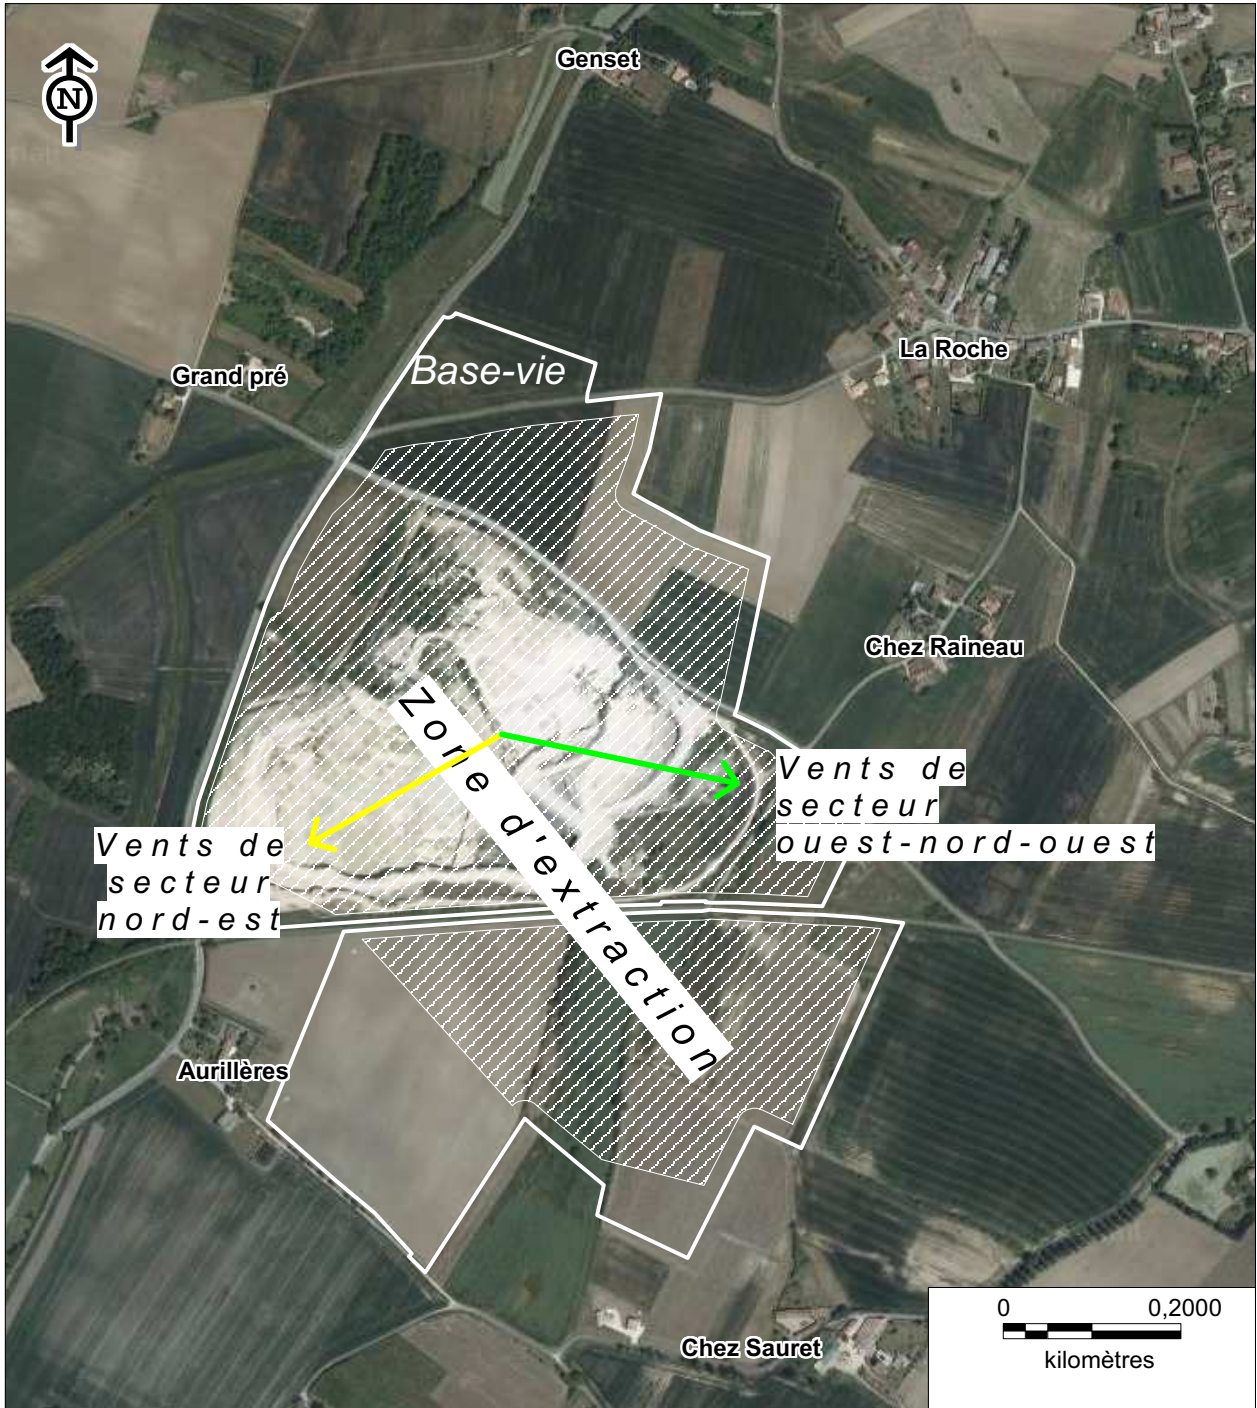 Genset
N
La Roche
Grand pré
Base-vie
Chez Raineau
Zone d'extraction
Vents de
secteur
ouest-nord-ouest
Vents de
secteur
nord-est
Aurillères
Chez Sauret
0 0,2000
kilomètres